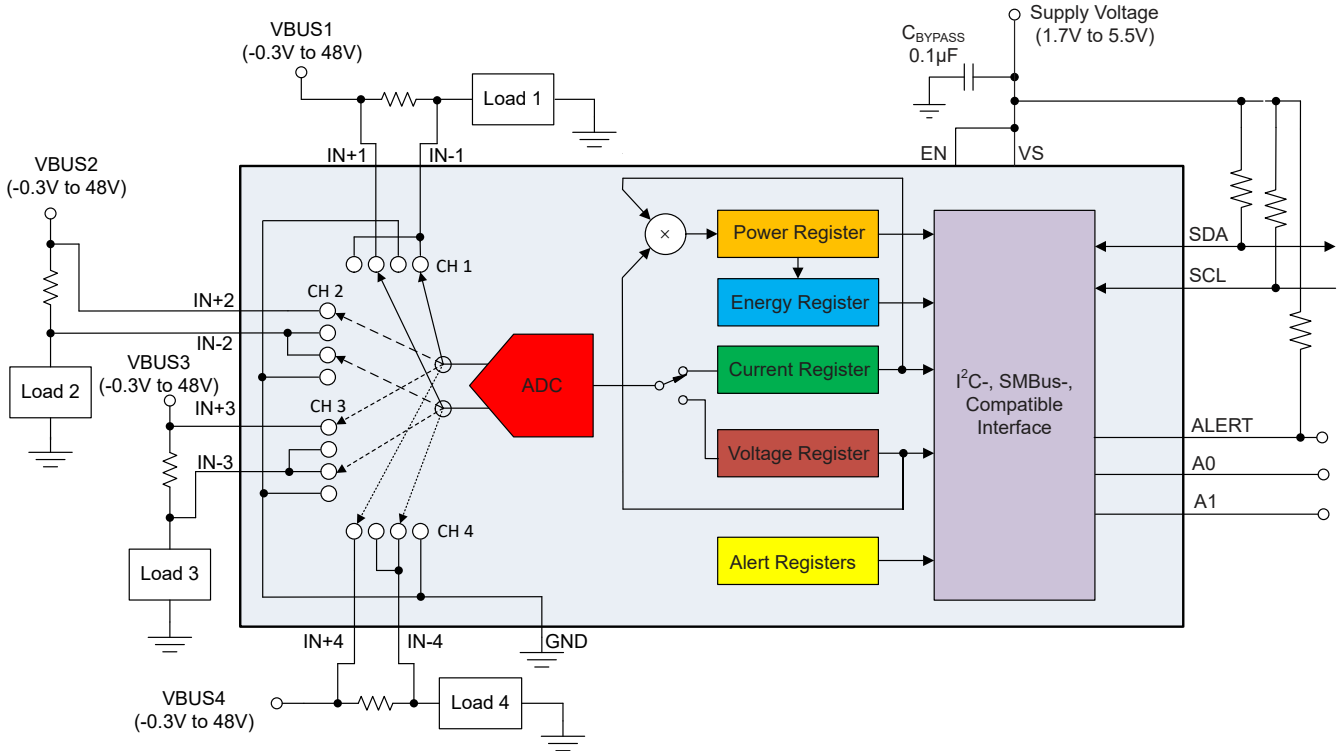 VBUS1
(-0.3V to 48V)
Supply Voltage
(1.7V to 5.5V)
CBYPASS
0.1µF
Load 1
IN+1
IN-1
EN
VS
VBUS2
(-0.3V to 48V)
CH 1
×
Power Register
SDA
IN+2
CH 2
Energy Register
SCL
IN-2
VBUS3
(-0.3V to 48V)
Load 2
ADC
Current Register
I²C-, SMBus-,
Compatible
Interface
IN+3
CH 3
ALERT
IN-3
Voltage Register
A0
A1
CH 4
Load 3
Alert Registers
IN+4
IN-4
GND
VBUS4
(-0.3V to 48V)
Load 4